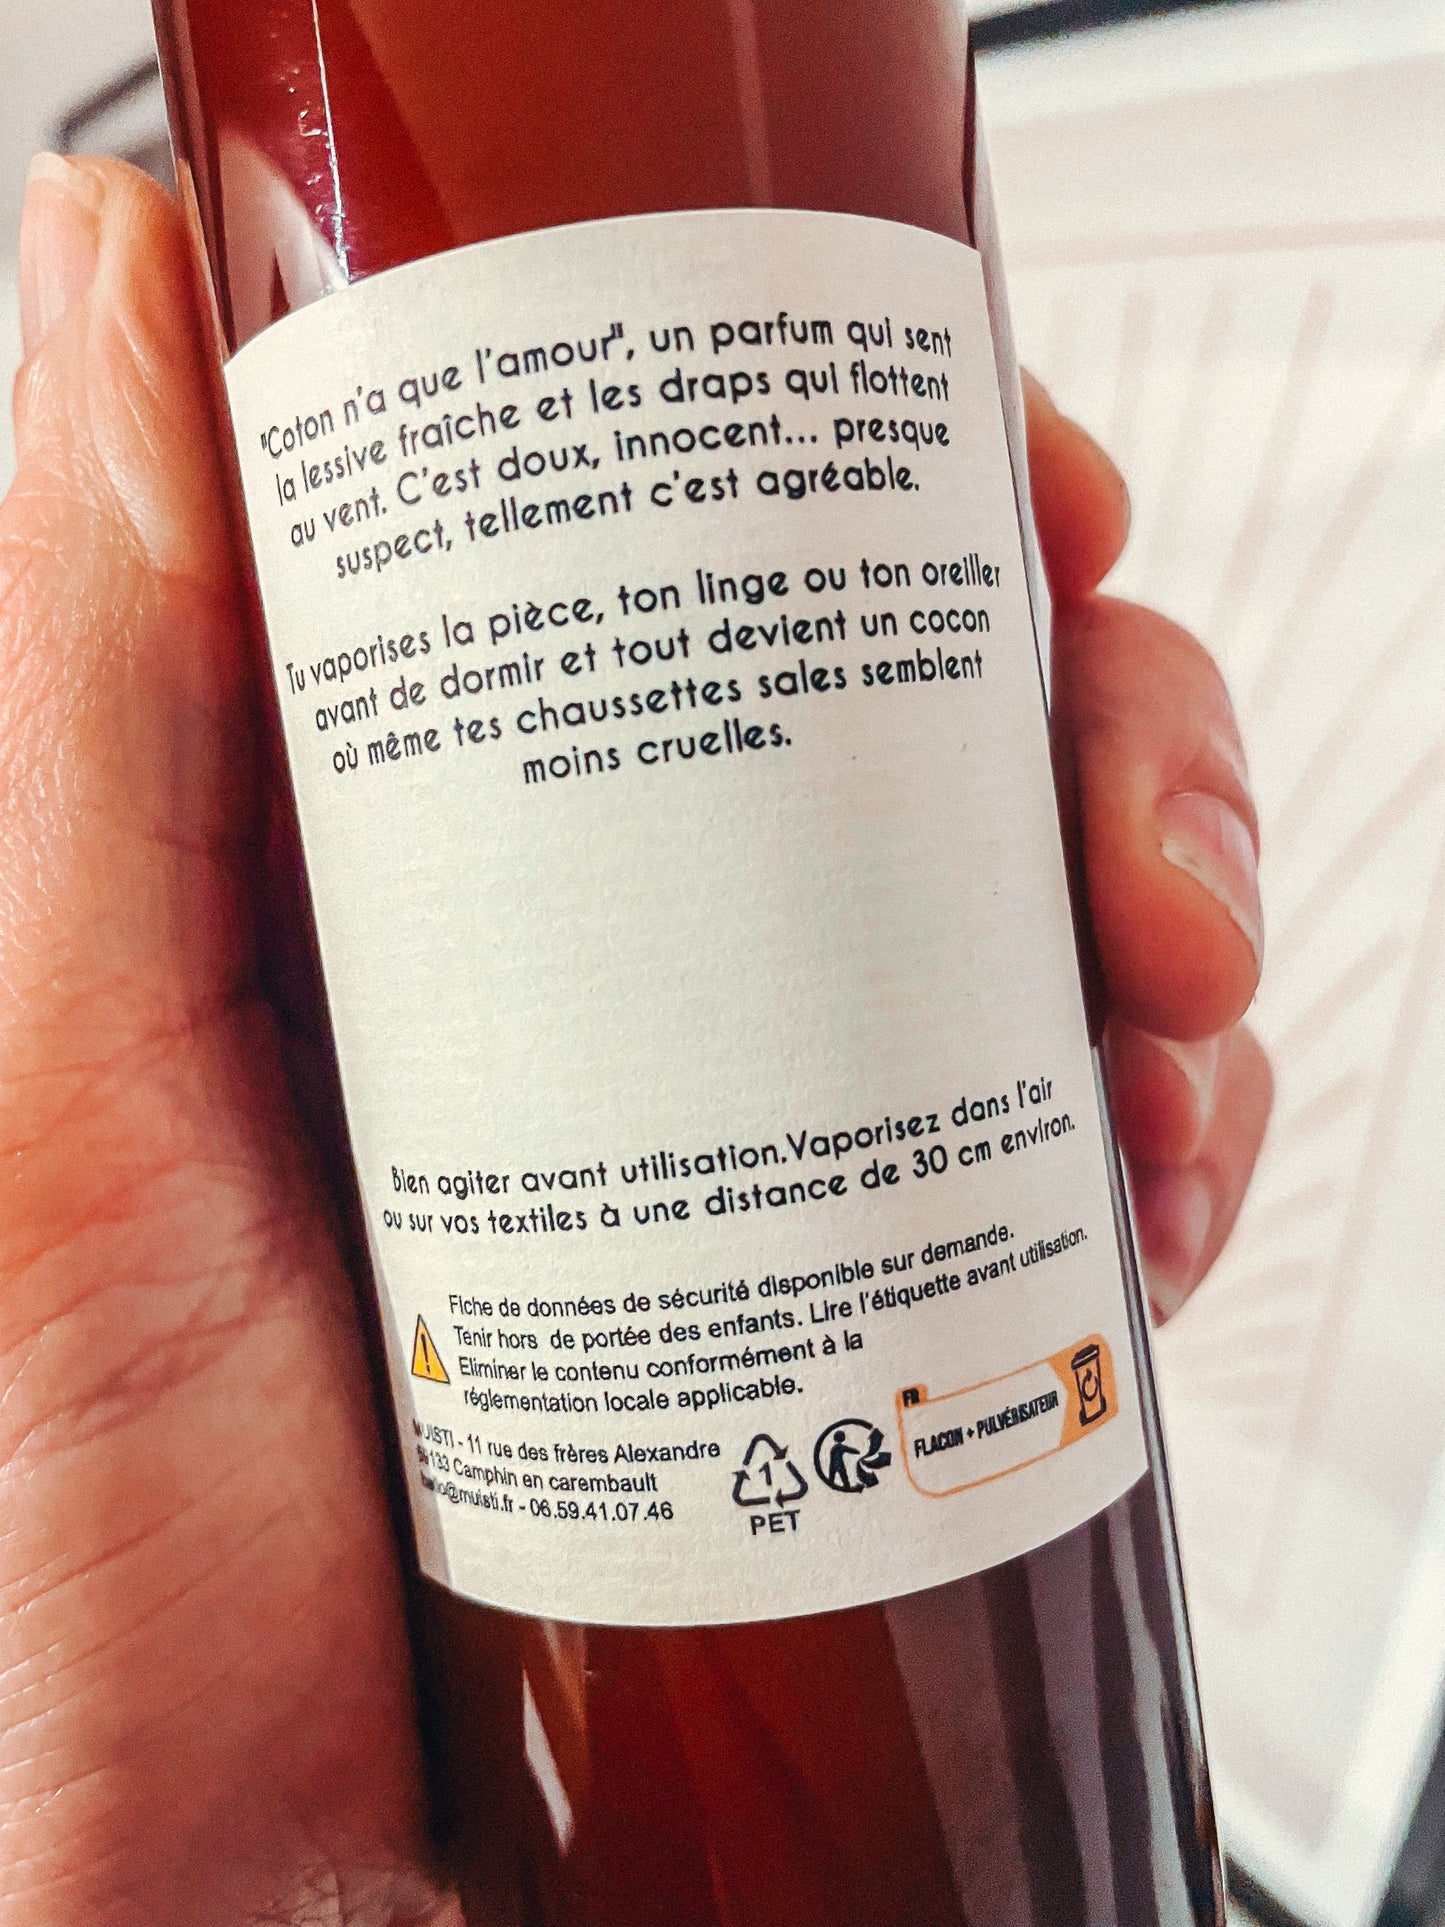 "Coton n'a que l'amour", un parfum qui sent
la lessive fraîche et les draps qui flottent
au vent. C'est doux, innocent... presque
suspect, tellement c'est agréable.
Tu vaporises la pièce, ton linge ou ton oreiller
avant de dormir et tout devient un cocon
où même tes chaussettes sales semblent
moins cruelles.
Bien agiter avant utilisation.Vaporisez dans l'air
ou sur vos textiles à une distance de 30 cm environ.
Fiche de données de sécurité disponible sur demande.
Tenir hors de portée des enfants. Lire l'étiquette avant utilisation.
Eliminer le contenu conformément à la
réglementation locale applicable.
MUISTI - 11 rue des frères Alexandre
59133 Camphin en carembault
@muisti.fr - 06.59.41.07.46
1
PET
FR
FLACON + PULVÉRISATEUR